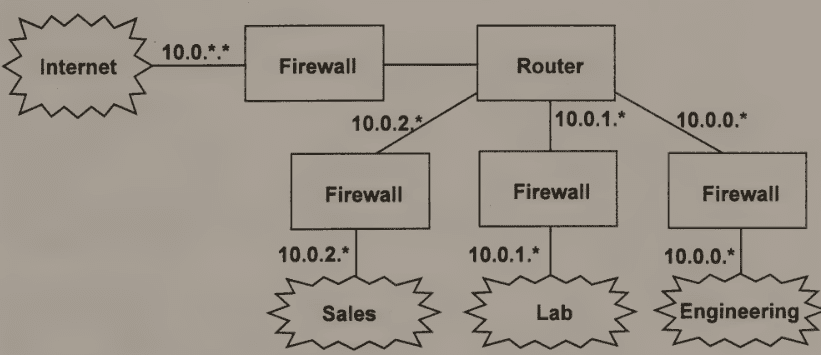 Internet
10.0.*.*
Firewall
Router
10.0.2.*
10.0.1.*
10.0.0.*
Firewall
Firewall
Firewall
10.0.2.*
10.0.1.*
10.0.0.*
Sales
Lab
Engineering